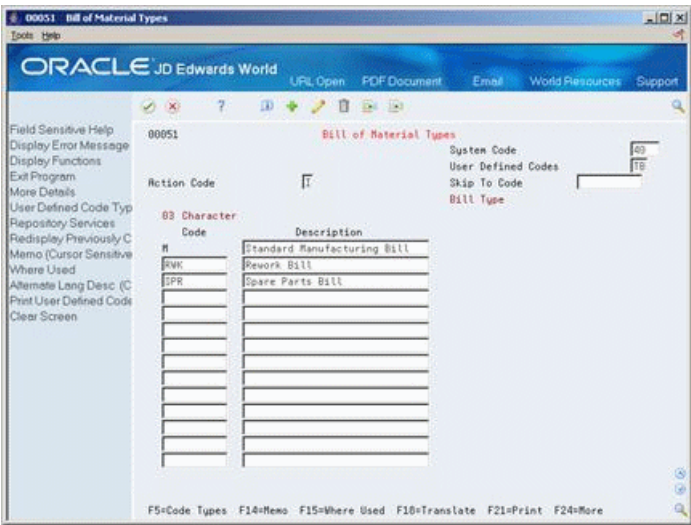 00051 Bill of Material Types
Tools Help
ORACLE JD Edwards World
URL Open PDF Document Email World Resources Support
Field Sensitive Help
Display Error Message
Display Functions
Exit Program
More Details
User Defined Code Typ
Repository Services
Redisplay Previously C
Memo (Cursor Sensitive
Where Used
Alternate Lang Desc (C
Print User Defined Code
Clear Screen
00051 Bill of Material Types
System Code 40
User Defined Codes TB
Action Code I Skip To Code
Bill Type
03 Character
Code Description
M Standard Manufacturing Bill
RWK Rework Bill
SPR Spare Parts Bill
F5=Code Types F14=Memo F15=Where Used F18=Translate F21=Print F24=More